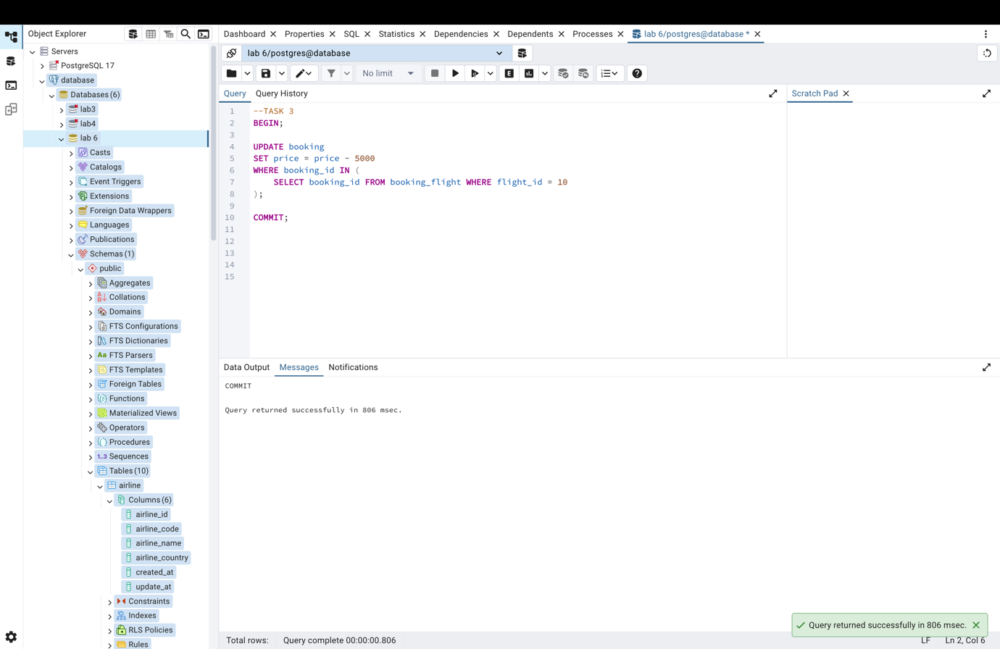 Object Explorer
Dashboard
Properties
SQL
Statistics
Dependencies
Dependents
Processes
lab 6/postgres@database *
lab 6/postgres@database
No limit
E
Query
Query History
Scratch Pad
1 --TASK 3
2 BEGIN;
3
4 UPDATE booking
5 SET price = price - 5000
6 WHERE booking_id IN (
7 SELECT booking_id FROM booking_flight WHERE flight_id = 10
8 );
9
10 COMMIT;
11
12
13
14
15
Data Output
Messages
Notifications
COMMIT
Query returned successfully in 806 msec.
Servers
PostgreSQL 17
database
Databases (6)
lab3
lab4
lab 6
Casts
Catalogs
Event Triggers
Extensions
Foreign Data Wrappers
Languages
Publications
Schemas (1)
public
Aggregates
Collations
Domains
FTS Configurations
FTS Dictionaries
Aa FTS Parsers
FTS Templates
Foreign Tables
Functions
Materialized Views
Operators
Procedures
1..3 Sequences
Tables (10)
airline
Columns (6)
airline_id
airline_code
airline_name
airline_country
created_at
update_at
Constraints
Indexes
RLS Policies
Rules
Query returned successfully in 806 msec.
Total rows:
Query complete 00:00:00.806
LF
Ln 2, Col 6